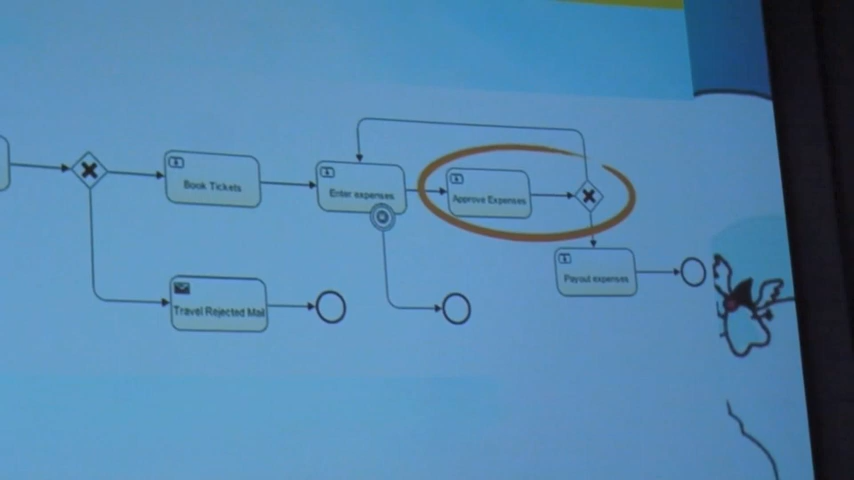 Book Tickets
Enter expenses
Approve Expenses
Payout expenses
Travel Rejected Mail